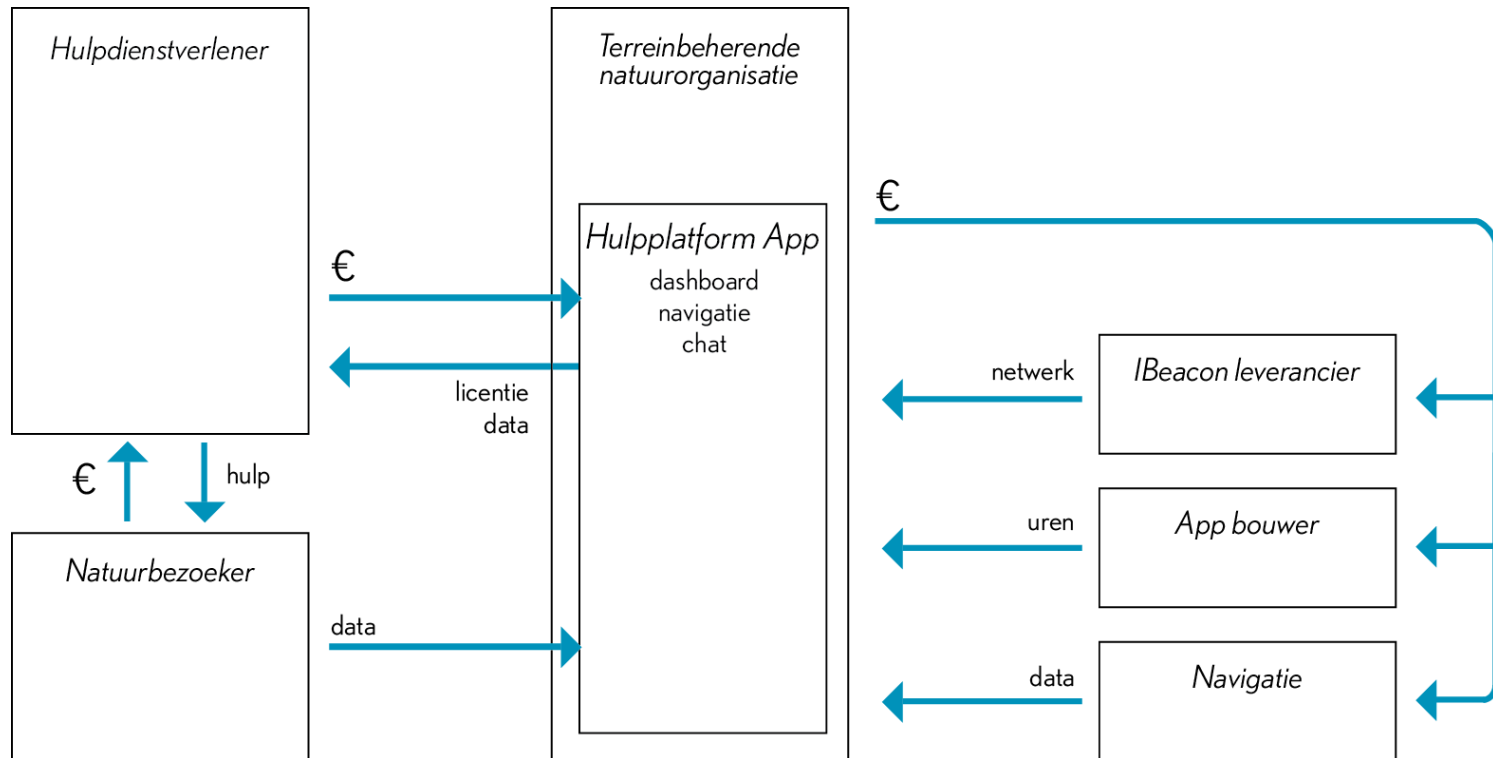 Hulpdienstverlener
Terreinbeherende
natuurorganisatie
€
Hulpplatform App
dashboard
navigatie
chat
€
licentie
data
netwerk
IBeacon leverancier
€
hulp
uren
App bouwer
Natuurbezoeker
data
data
Navigatie